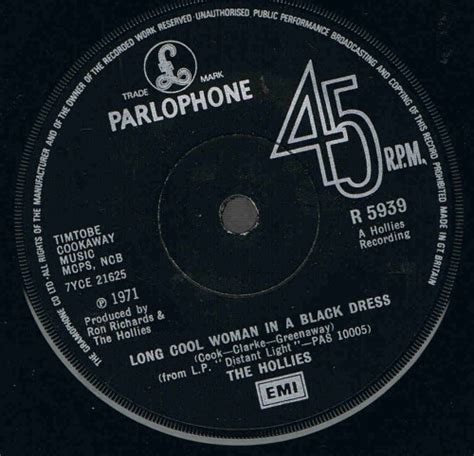 THE GRAMOPHONE CO. LTD. ALL RIGHTS OF THE MANUFACTURER AND OF THE OWNER OF THE RECORDED WORK RESERVED · UNAUTHORISED PUBLIC PERFORMANCE BROADCASTING AND COPYING OF THIS RECORD PROHIBITED MADE IN GT. BRITAIN
TRADE MARK
PARLOPHONE
45
R.P.M.
R 5939
A Hollies
Recording
TIMTOBE
COOKAWAY
MUSIC
MCPS, NCB
7YCE 21625
℗ 1971
Produced by
Ron Richards &
The Hollies
LONG COOL WOMAN IN A BLACK DRESS
(Cook—Clarke—Greenaway)
(from L.P. "Distant Light"—PAS 10005)
THE HOLLIES
EMI